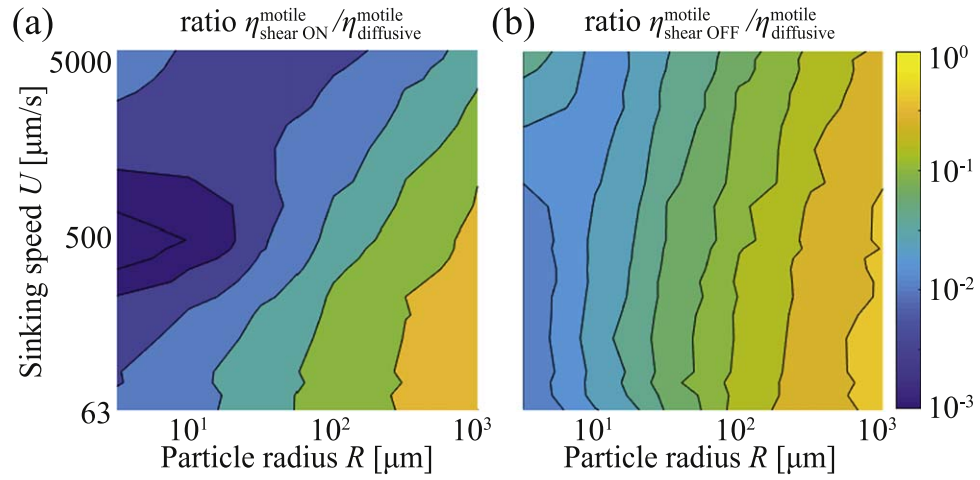 (a) ratio η^motile_shear ON/η^motile_diffusive
(b) ratio η^motile_shear OFF/η^motile_diffusive
Sinking speed U [μm/s]
5000
500
63
10^1 10^2 10^3
Particle radius R [μm]
10^1 10^2 10^3
Particle radius R [μm]
10^0
10^-1
10^-2
10^-3